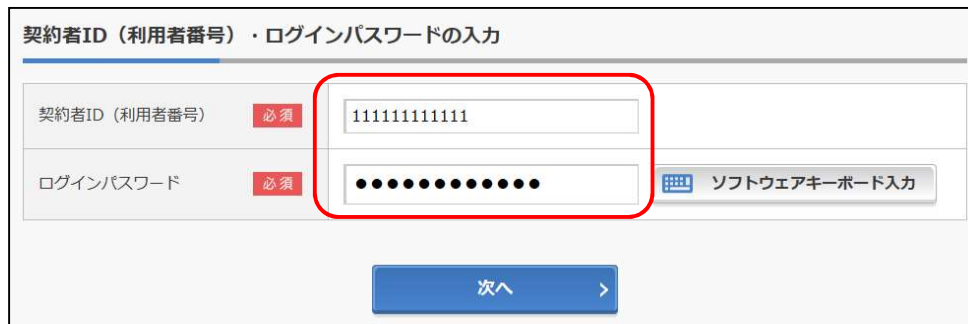 契約者ID（利用者番号）・ログインパスワードの入力
契約者ID（利用者番号） 必須 111111111111
ログインパスワード 必須 ●●●●●●●●●●●● ソフトウェアキーボード入力
次へ